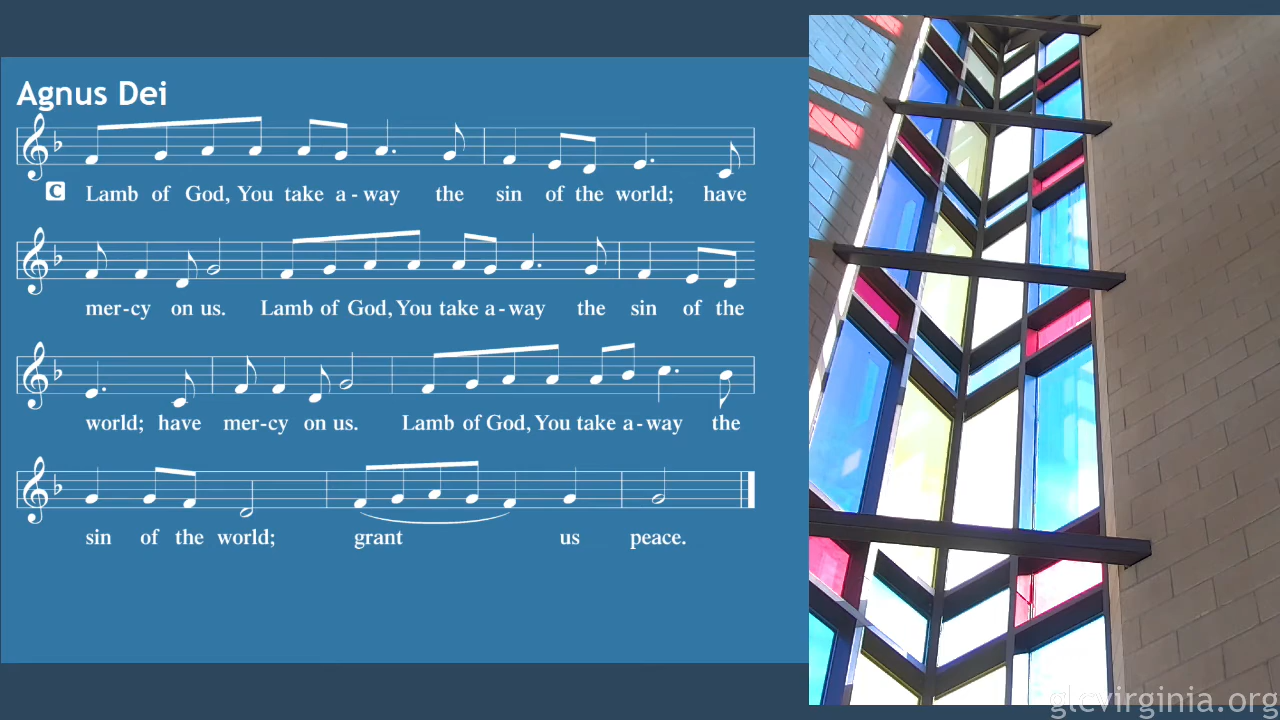 Agnus Dei
C Lamb of God, You take a - way the sin of the world; have
mer-cy on us. Lamb of God, You take a - way the sin of the
world; have mer-cy on us. Lamb of God, You take a - way the
sin of the world; grant us peace.
glcvirginia.org